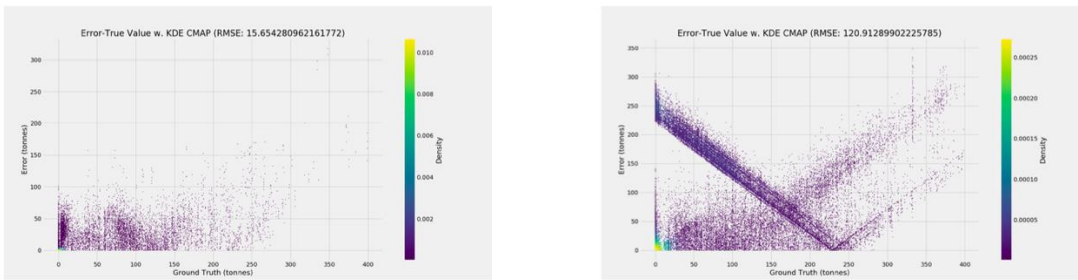 Error-True Value w. KDE CMAP (RMSE: 15.654280962161772)
300
250
200
150
100
50
0
Error (tonnes)
0 50 100 150 200 250 300 350 400
Ground Truth (tonnes)
0.010
0.008
0.006
0.004
0.002
Density
Error-True Value w. KDE CMAP (RMSE: 120.91289902225785)
350
300
250
200
150
100
50
0
Error (tonnes)
0 50 100 150 200 250 300 350 400
Ground Truth (tonnes)
0.00025
0.00020
0.00015
0.00010
0.00005
Density